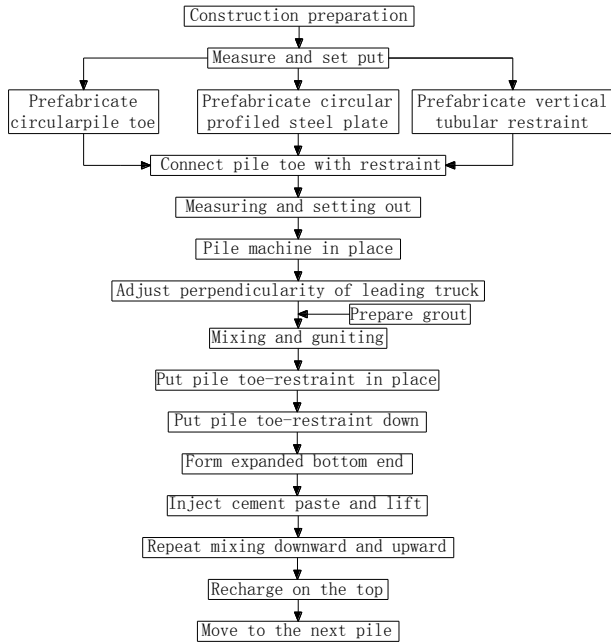 Construction preparation
Measure and set put
Prefabricate
circularpile toe
Prefabricate circular
profiled steel plate
Prefabricate vertical
tubular restraint
Connect pile toe with restraint
Measuring and setting out
Pile machine in place
Adjust perpendicularity of leading truck
Prepare grout
Mixing and guniting
Put pile toe-restraint in place
Put pile toe-restraint down
Form expanded bottom end
Inject cement paste and lift
Repeat mixing downward and upward
Recharge on the top
Move to the next pile